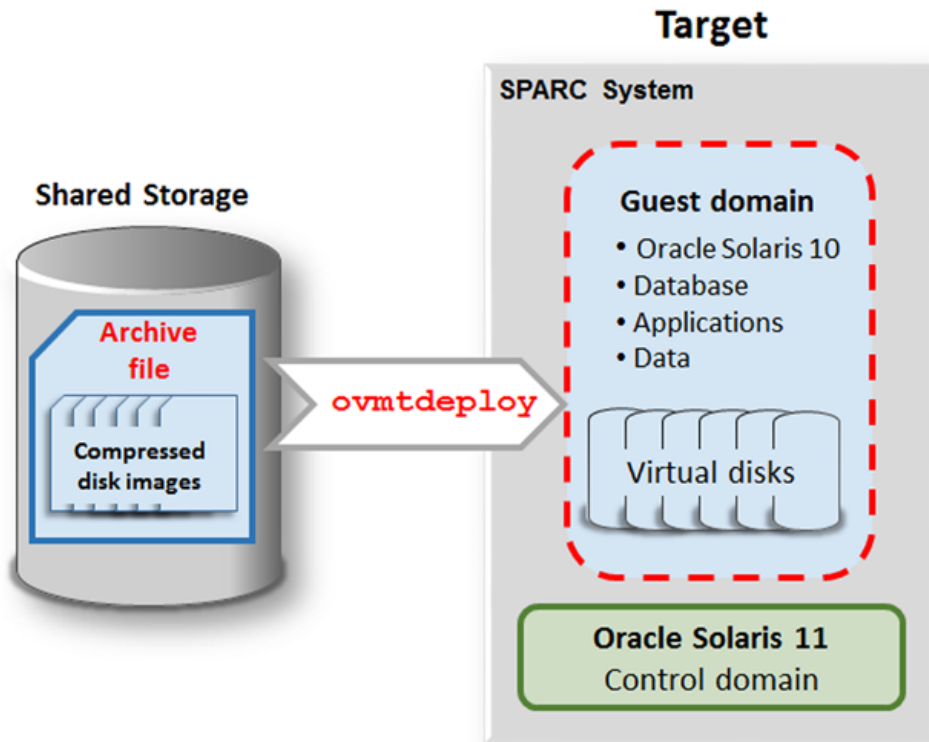 Target
SPARC System
Shared Storage
Archive
file
Compressed
disk images
ovmtdeploy
Guest domain
• Oracle Solaris 10
• Database
• Applications
• Data
Virtual disks
Oracle Solaris 11
Control domain